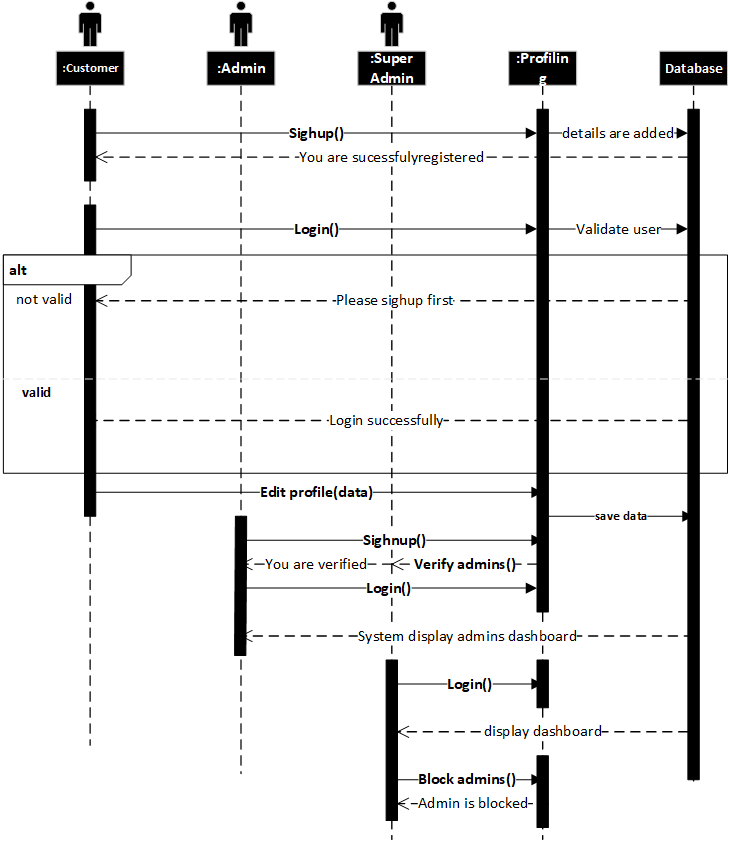 :Customer
:Admin
:Super
Admin
:Profilin
g
Database
Sighup()
details are added
You are sucessfulyregistered
Login()
Validate user
alt
not valid
Please sighup first
valid
Login successfully
Edit profile(data)
save data
Sighnup()
You are verified
Verify admins()
Login()
System display admins dashboard
Login()
display dashboard
Block admins()
Admin is blocked